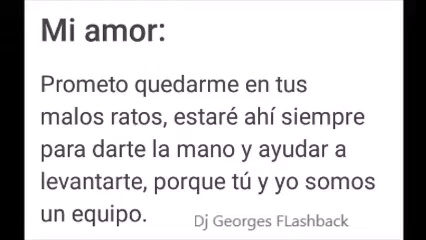 Mi amor:
Prometo quedarme en tus
malos ratos, estaré ahí siempre
para darte la mano y ayudar a
levantarte, porque tú y yo somos
un equipo.
Dj Georges FLashback